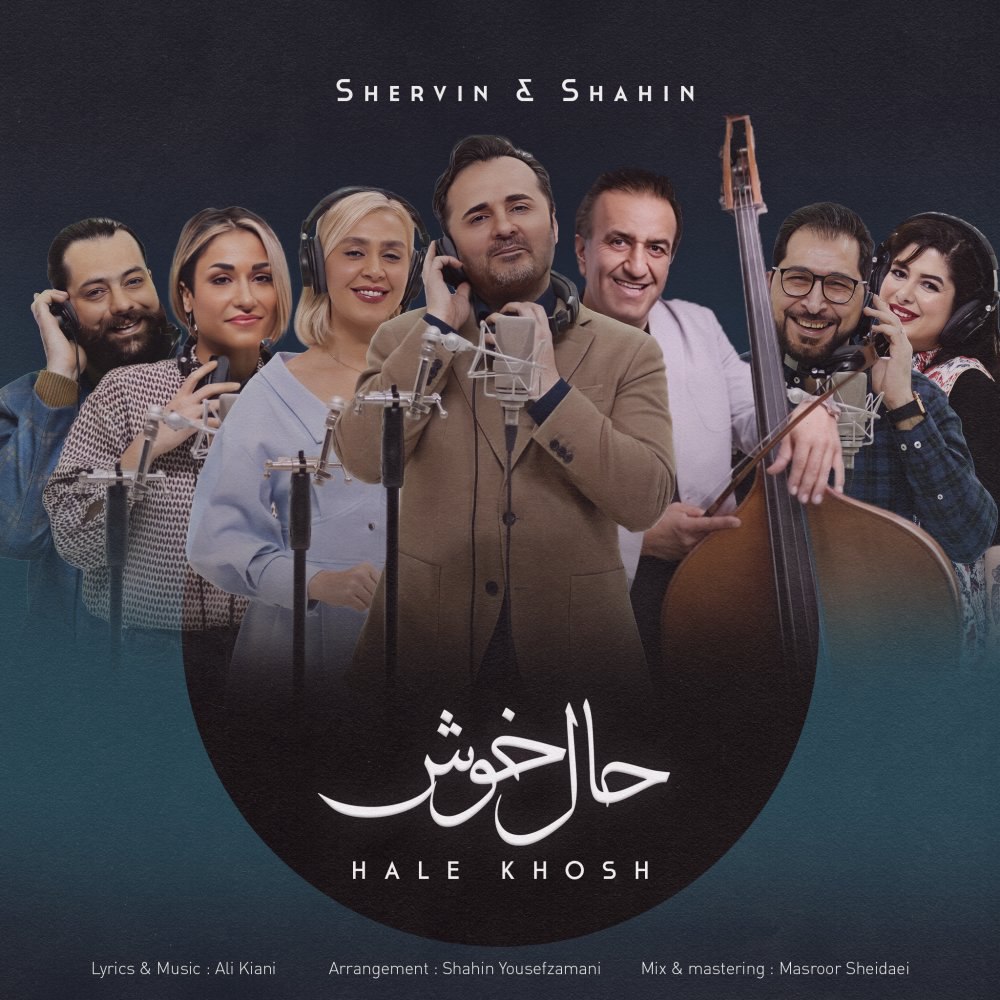 Shervin & Shahin
حال خوش
HALE KHOSH
Lyrics & Music : Ali Kiani Arrangement : Shahin Yousefzamani Mix & mastering : Masroor Sheidaei